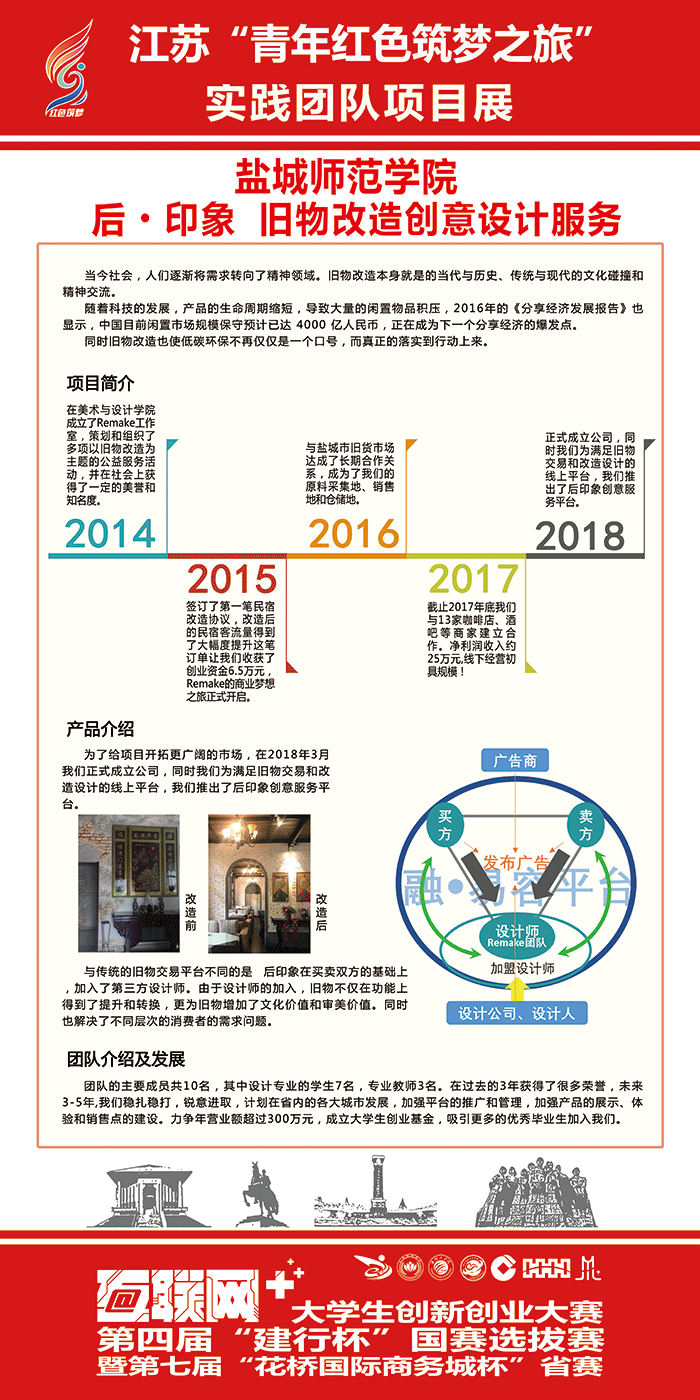 红色筑梦
江苏“青年红色筑梦之旅”
实践团队项目展
盐城师范学院
后·印象 旧物改造创意设计服务
当今社会，人们逐渐将需求转向了精神领域。旧物改造本身就是的当代与历史、传统与现代的文化碰撞和
精神交流。
随着科技的发展，产品的生命周期缩短，导致大量的闲置物品积压，2016年的《分享经济发展报告》也
显示，中国目前闲置市场规模保守预计已达 4000 亿人民币，正在成为下一个分享经济的爆发点。
同时旧物改造也使低碳环保不再仅仅是一个口号，而真正的落实到行动上来。
项目简介
在美术与设计学院
成立了Remake工作
室，策划和组织了
多项以旧物改造为
主题的公益服务活
动，并在社会上获
得了一定的美誉和
知名度。
2014
签订了第一笔民宿
改造协议，改造后
的民宿客流量得到
了大幅度提升这笔
订单让我们收获了
创业资金6.5万元，
Remake的商业梦想
之旅正式开启。
2015
与盐城市旧货市场
达成了长期合作关
系，成为了我们的
原料采集地、销售
地和仓储地。
2016
2017
截止2017年底我们
与13家咖啡店、酒
吧等商家建立合
作。净利润收入约
25万元,线下经营初
具规模！
正式成立公司，同
时我们为满足旧物
交易和改造设计的
线上平台，我们推
出了后印象创意服
务平台。
2018
产品介绍
为了给项目开拓更广阔的市场，在2018年3月
我们正式成立公司，同时我们为满足旧物交易和改
造设计的线上平台，我们推出了后印象创意服务平
台。
改造前
改造后
广告商
买方
卖方
发布广告
融·易容平台
设计师
Remake团队
加盟设计师
设计公司、设计人
与传统的旧物交易平台不同的是 后印象在买卖双方的基础上
，加入了第三方设计师。由于设计师的加入，旧物不仅在功能上
得到了提升和转换，更为旧物增加了文化价值和审美价值。同时
也解决了不同层次的消费者的需求问题。
团队介绍及发展
团队的主要成员共10名，其中设计专业的学生7名，专业教师3名。在过去的3年获得了很多荣誉，未来
3-5年,我们稳扎稳打，锐意进取，计划在省内的各大城市发展，加强平台的推广和管理，加强产品的展示、体
验和销售点的建设。力争年营业额超过300万元，成立大学生创业基金，吸引更多的优秀毕业生加入我们。
互联网++
大学生创新创业大赛
第四届“建行杯”国赛选拔赛
暨第七届“花桥国际商务城杯”省赛